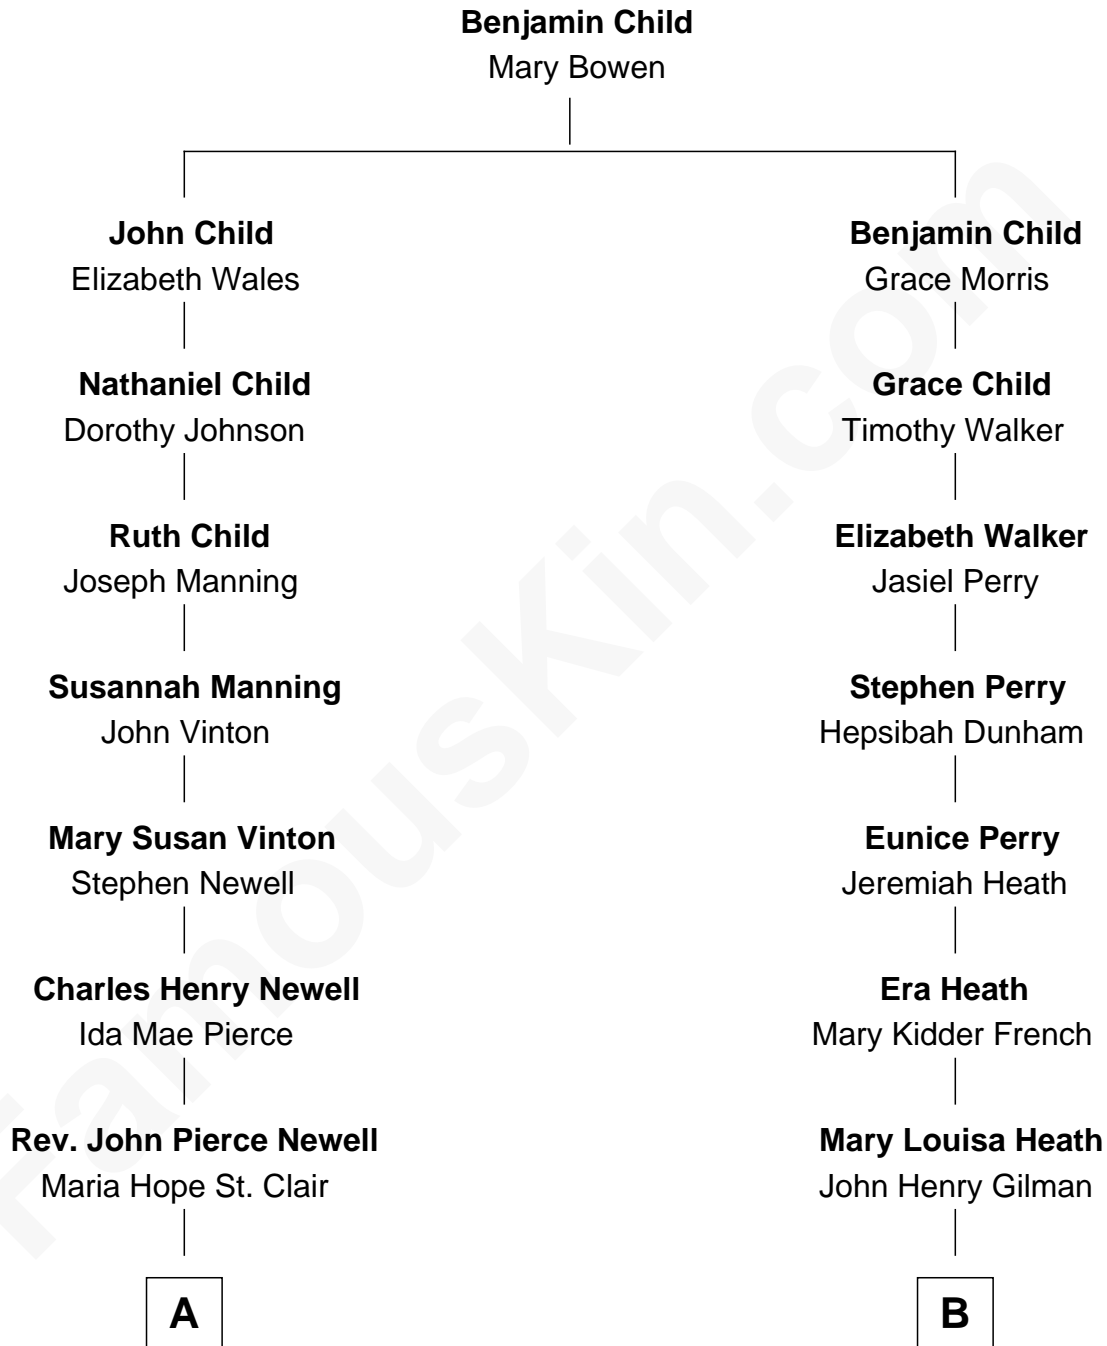 Benjamin Child
Mary Bowen
John Child
Elizabeth Wales
Benjamin Child
Grace Morris
Nathaniel Child
Dorothy Johnson
Grace Child
Timothy Walker
Ruth Child
Joseph Manning
Elizabeth Walker
Jasiel Perry
Susannah Manning
John Vinton
Stephen Perry
Hepsibah Dunham
Mary Susan Vinton
Stephen Newell
Eunice Perry
Jeremiah Heath
Charles Henry Newell
Ida Mae Pierce
Era Heath
Mary Kidder French
Rev. John Pierce Newell
Maria Hope St. Clair
Mary Louisa Heath
John Henry Gilman
A
B
FamousKin.com